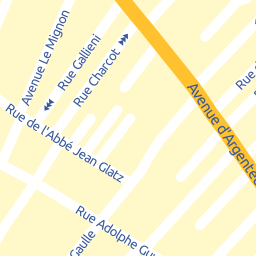 Avenue Le Mignon
Rue Gallieni
Rue Charcot
Rue de l'Abbé Jean Glatz
Avenue d'Argente
Rue Adolphe Gu
Gaulle